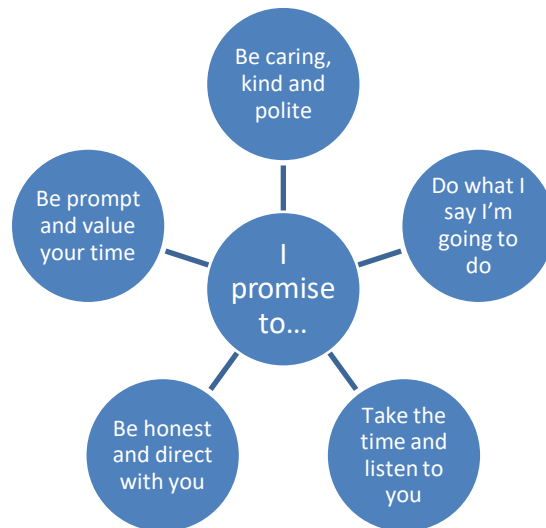 Be caring,
kind and
polite
Do what I
say I’m
going to
do
Take the
time and
listen to
you
Be honest
and direct
with you
Be prompt
and value
your time
I
promise
to…